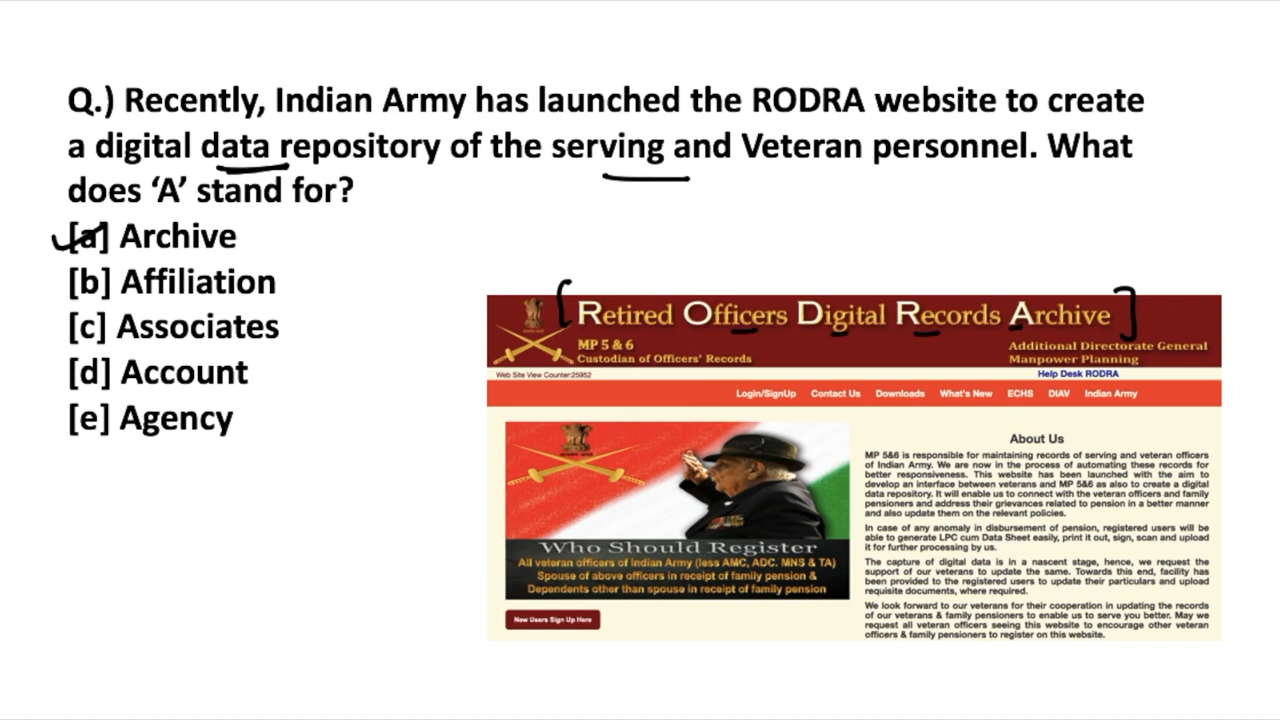 Q.) Recently, Indian Army has launched the RODRA website to create
a digital data repository of the serving and Veteran personnel. What
does ‘A’ stand for?
[a] Archive
[b] Affiliation
[c] Associates
[d] Account
[e] Agency
Retired Officers Digital Records Archive
MP 5 & 6
Custodian of Officers' Records
Additional Directorate General
Manpower Planning
Web Site View Counter:25952
Help Desk RODRA
Login/SignUp Contact Us Downloads What's New ECHS DIAV Indian Army
Who Should Register
All veteran officers of Indian Army (less AMC, ADC. MNS & TA)
Spouse of above officers in receipt of family pension &
Dependents other than spouse in receipt of family pension
New Users Sign Up Here
About Us
MP 5&6 is responsible for maintaining records of serving and veteran officers
of Indian Army. We are now in the process of automating these records for
better responsiveness. This website has been launched with the aim to
develop an interface between veterans and MP 5&6 as also to create a digital
data repository. It will enable us to connect with the veteran officers and family
pensioners and address their grievances related to pension in a better manner
and also update them on the relevant policies.
In case of any anomaly in disbursement of pension, registered users will be
able to generate LPC cum Data Sheet easily, print it out, sign, scan and upload
it for further processing by us.
The capture of digital data is in a nascent stage, hence, we request the
support of our veterans to update the same. Towards this end, facility has
been provided to the registered users to update their particulars and upload
requisite documents, where required.
We look forward to our veterans for their cooperation in updating the records
of our veterans & family pensioners to enable us to serve you better. May we
request all veteran officers seeing this website to encourage other veteran
officers & family pensioners to register on this website.